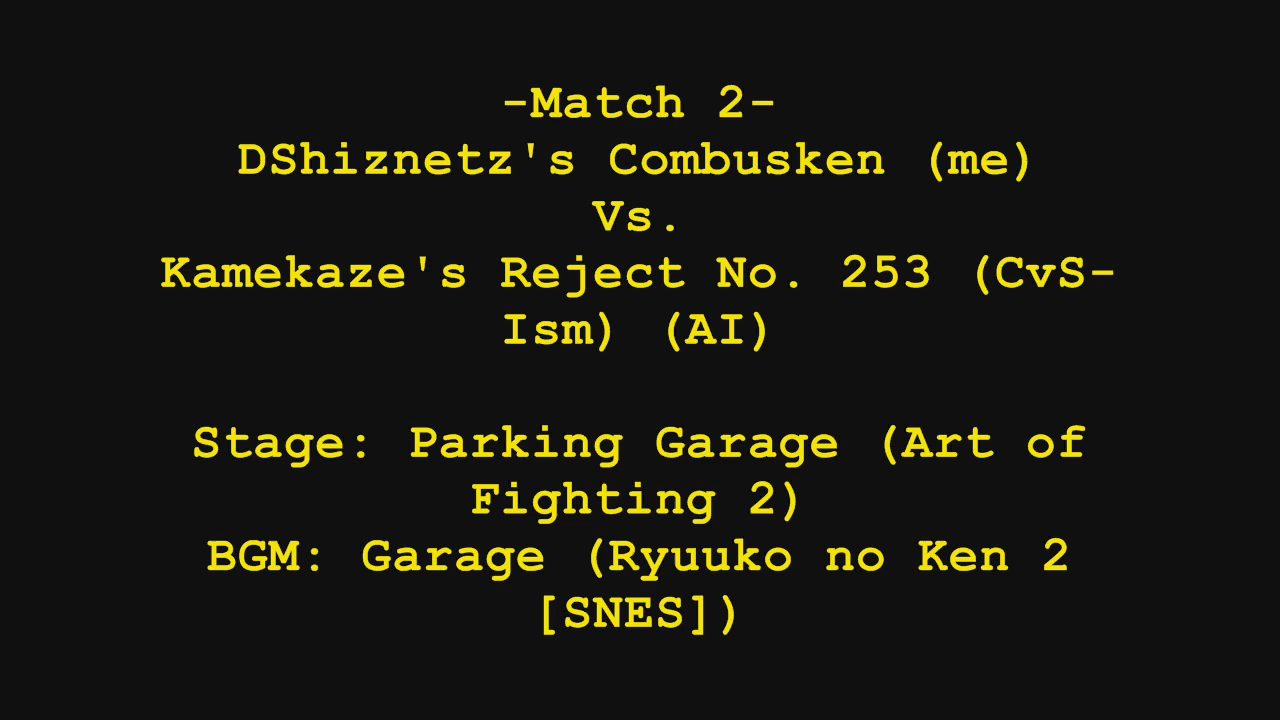 -Match 2-
DShiznetz's Combusken (me)
Vs.
Kamekaze's Reject No. 253 (CvS-
Ism) (AI)
Stage: Parking Garage (Art of
Fighting 2)
BGM: Garage (Ryuuko no Ken 2
[SNES])